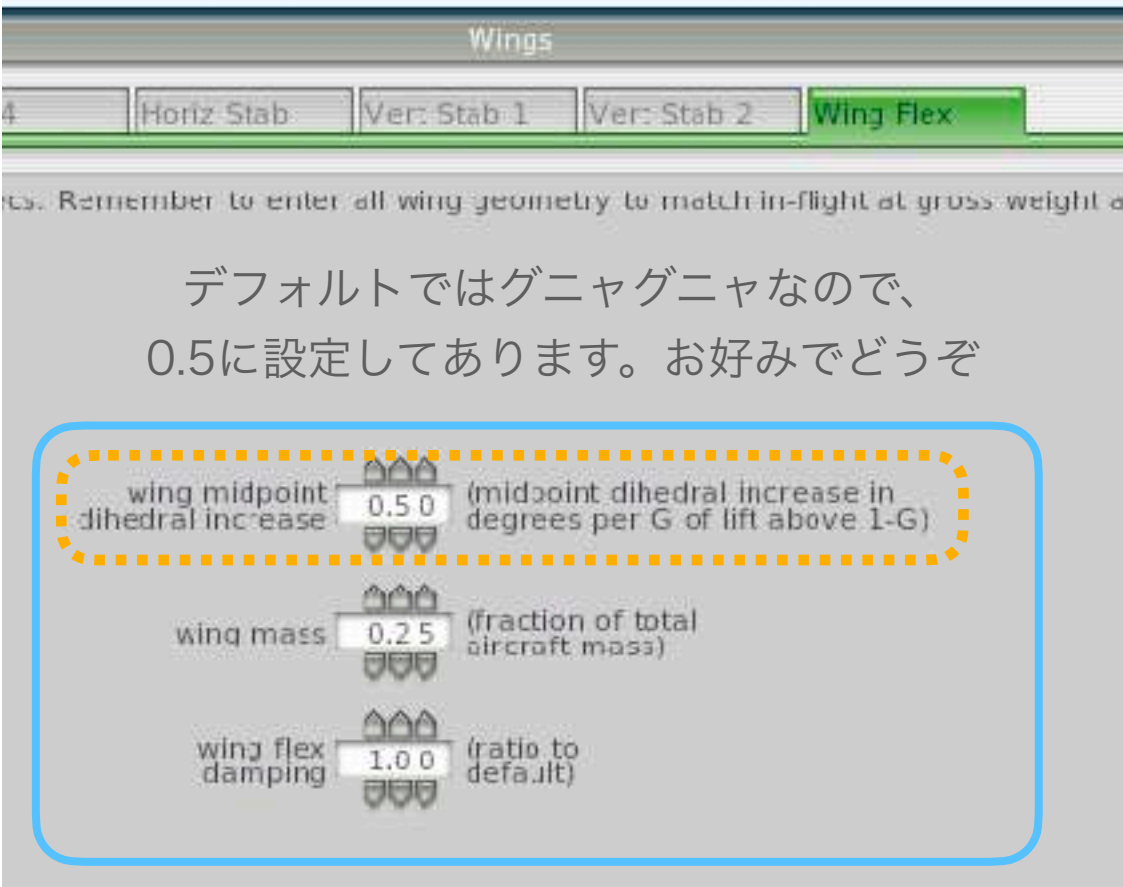 Wings
4 Horiz Stab Vert Stab 1 Vert Stab 2 Wing Flex
ecs. Remember to enter all wing geometry to match in-flight at gross weight a
デフォルトではグニャグニャなので、
0.5に設定してあります。お好みでどうぞ
wing midpoint
dihedral increase
0.50
(midpoint dihedral increase in
degrees per G of lift above 1-G)
wing mass
0.25
(fraction of total
aircraft mass)
wing flex
damping
1.00
(ratio to
default)